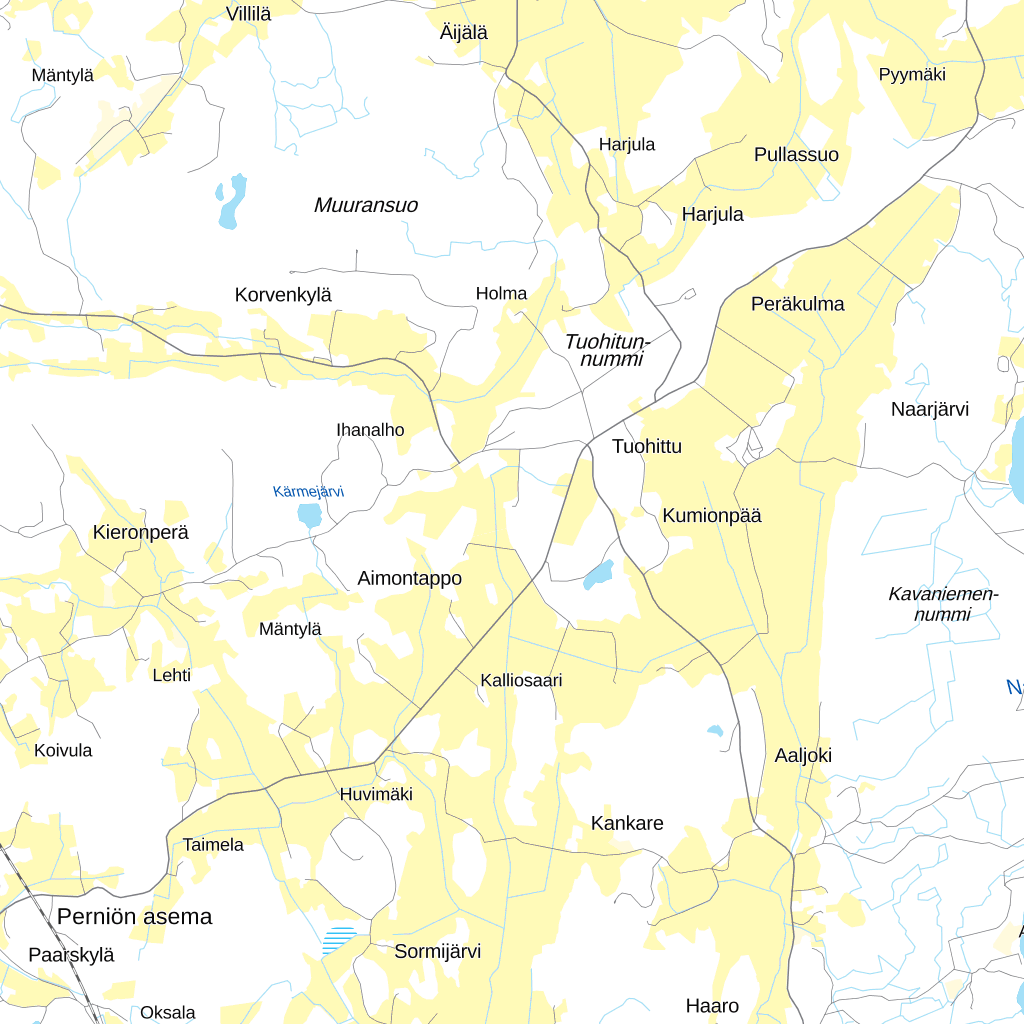 Villilä
Äijälä
Mäntylä
Pyymäki
Harjula
Pullassuo
Muuransuo
Harjula
Korvenkylä
Holma
Peräkulma
Tuohitun-
nummi
Naarjärvi
Ihanalho
Tuohittu
Kärmejärvi
Kumionpää
Kieronperä
Aimontappo
Kavaniemen-
nummi
Mäntylä
Lehti
Kalliosaari
Koivula
Aaljoki
Huvimäki
Kankare
Taimela
Perniön asema
Paarskylä
Sormijärvi
Oksala
Haaro